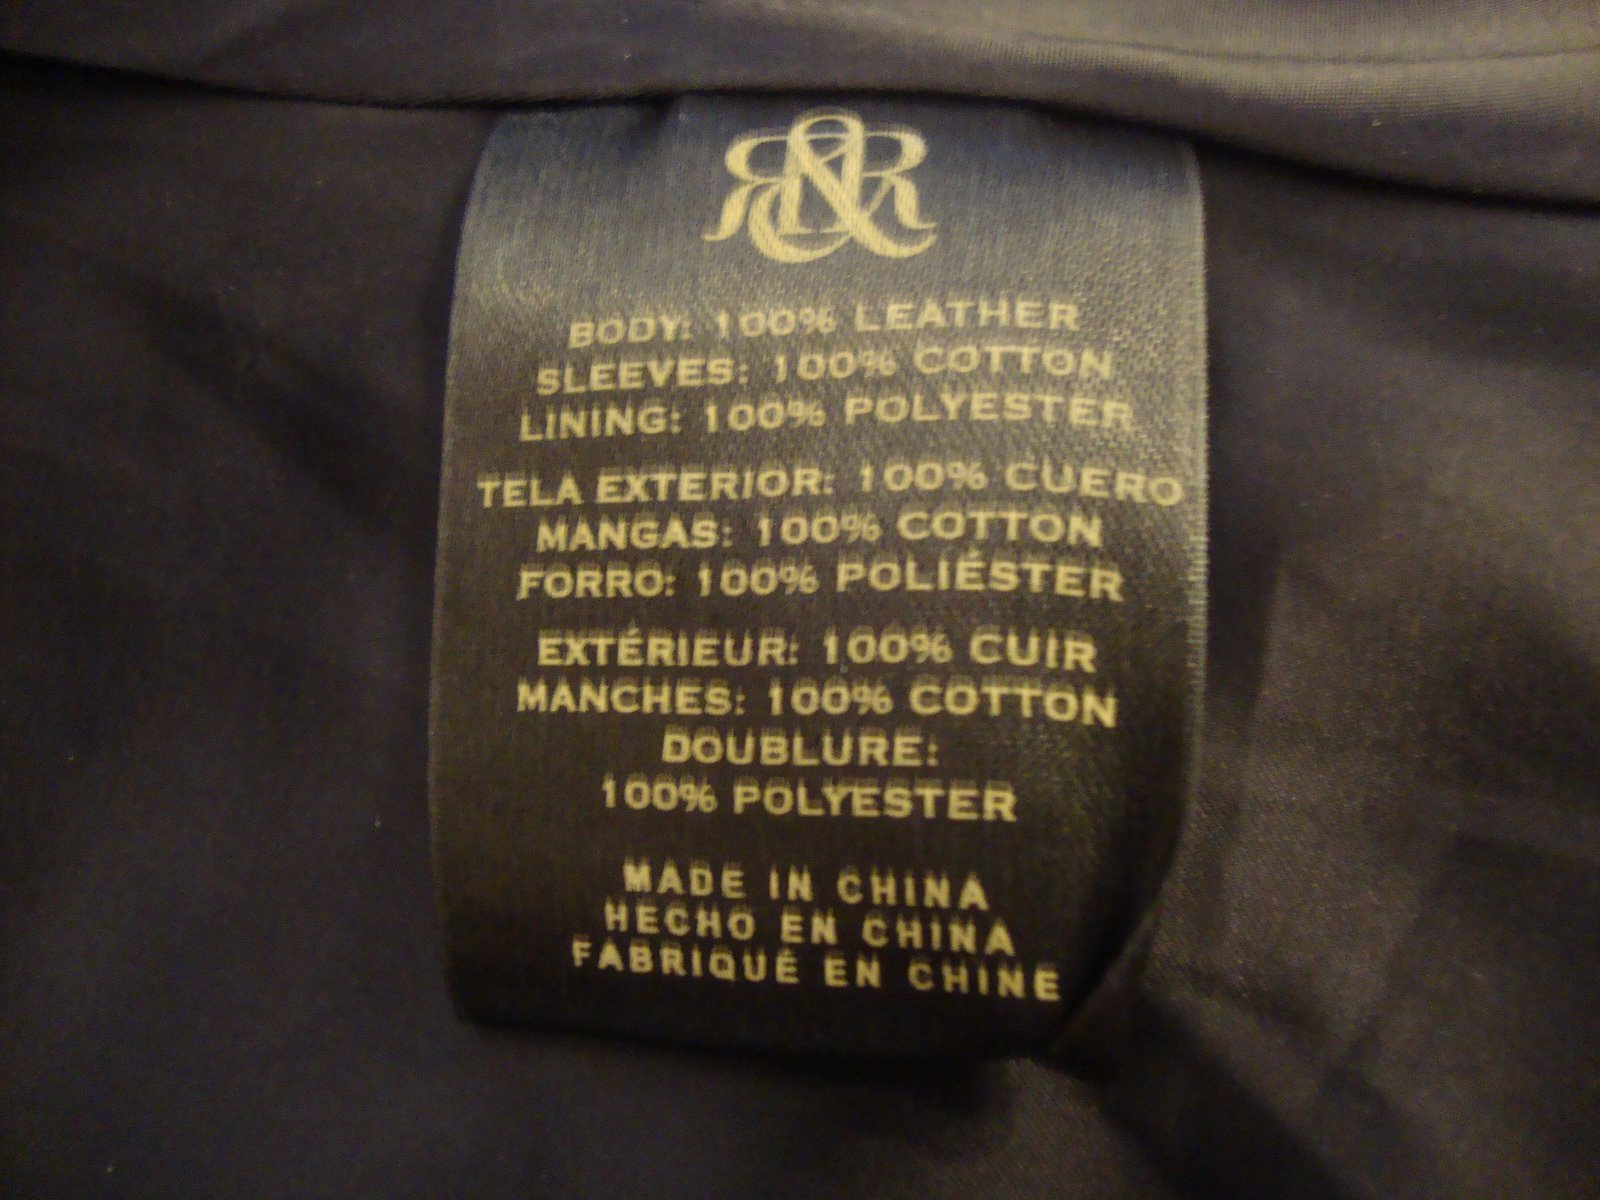 R&R
BODY: 100% LEATHER
SLEEVES: 100% COTTON
LINING: 100% POLYESTER
TELA EXTERIOR: 100% CUERO
MANGAS: 100% COTTON
FORRO: 100% POLIÉSTER
EXTÉRIEUR: 100% CUIR
MANCHES: 100% COTTON
DOUBLURE:
100% POLYESTER
MADE IN CHINA
HECHO EN CHINA
FABRIQUÉ EN CHINE